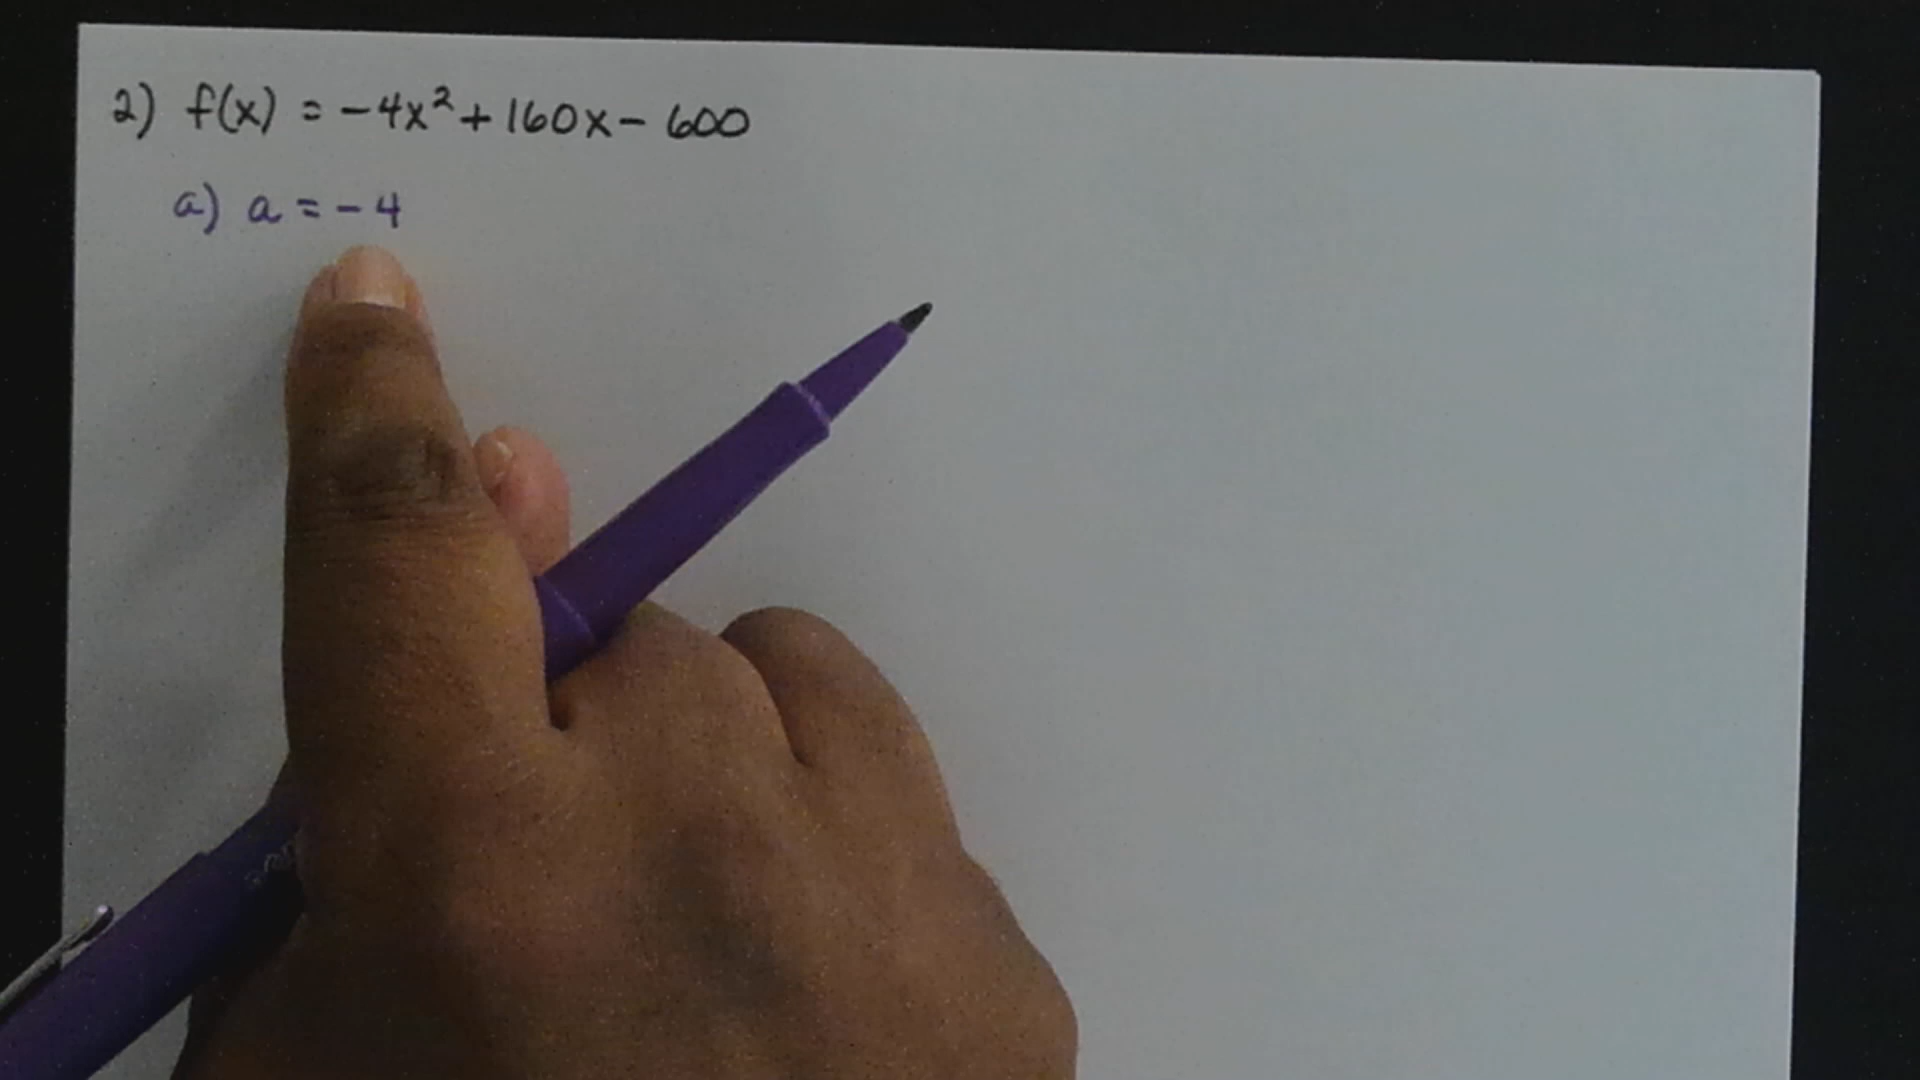 2) f(x) = -4x² + 160x - 600
a) a = -4